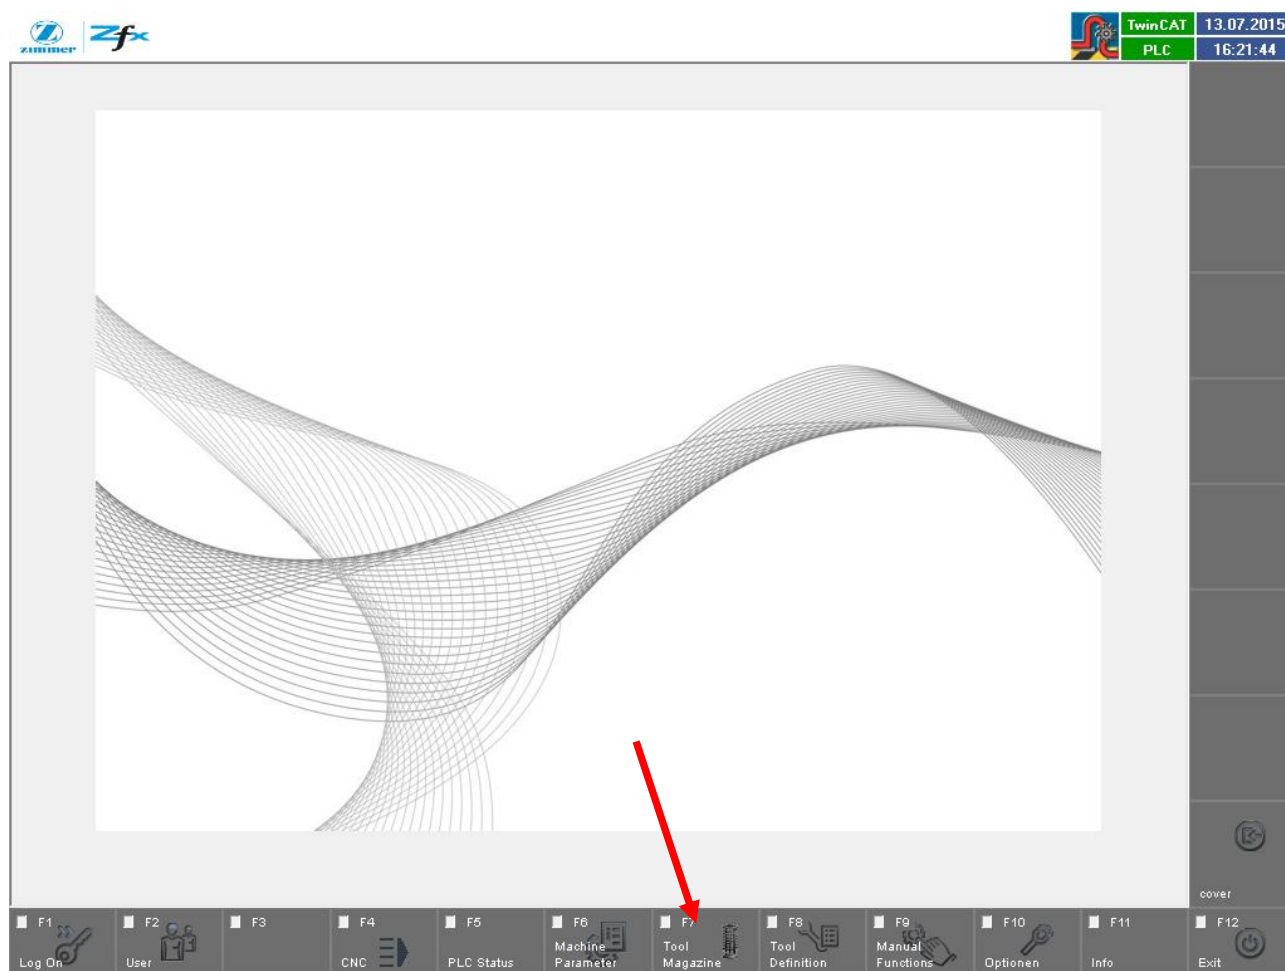 zimmer Zfx
TwinCAT 13.07.2015
PLC 16:21:44
cover
F1
Log On
F2
User
F3
F4
CNC
F5
PLC Status
F6
Machine
Parameter
F7
Tool
Magazine
F8
Tool
Definition
F9
Manual
Functions
F10
Optionen
F11
Info
F12
Exit